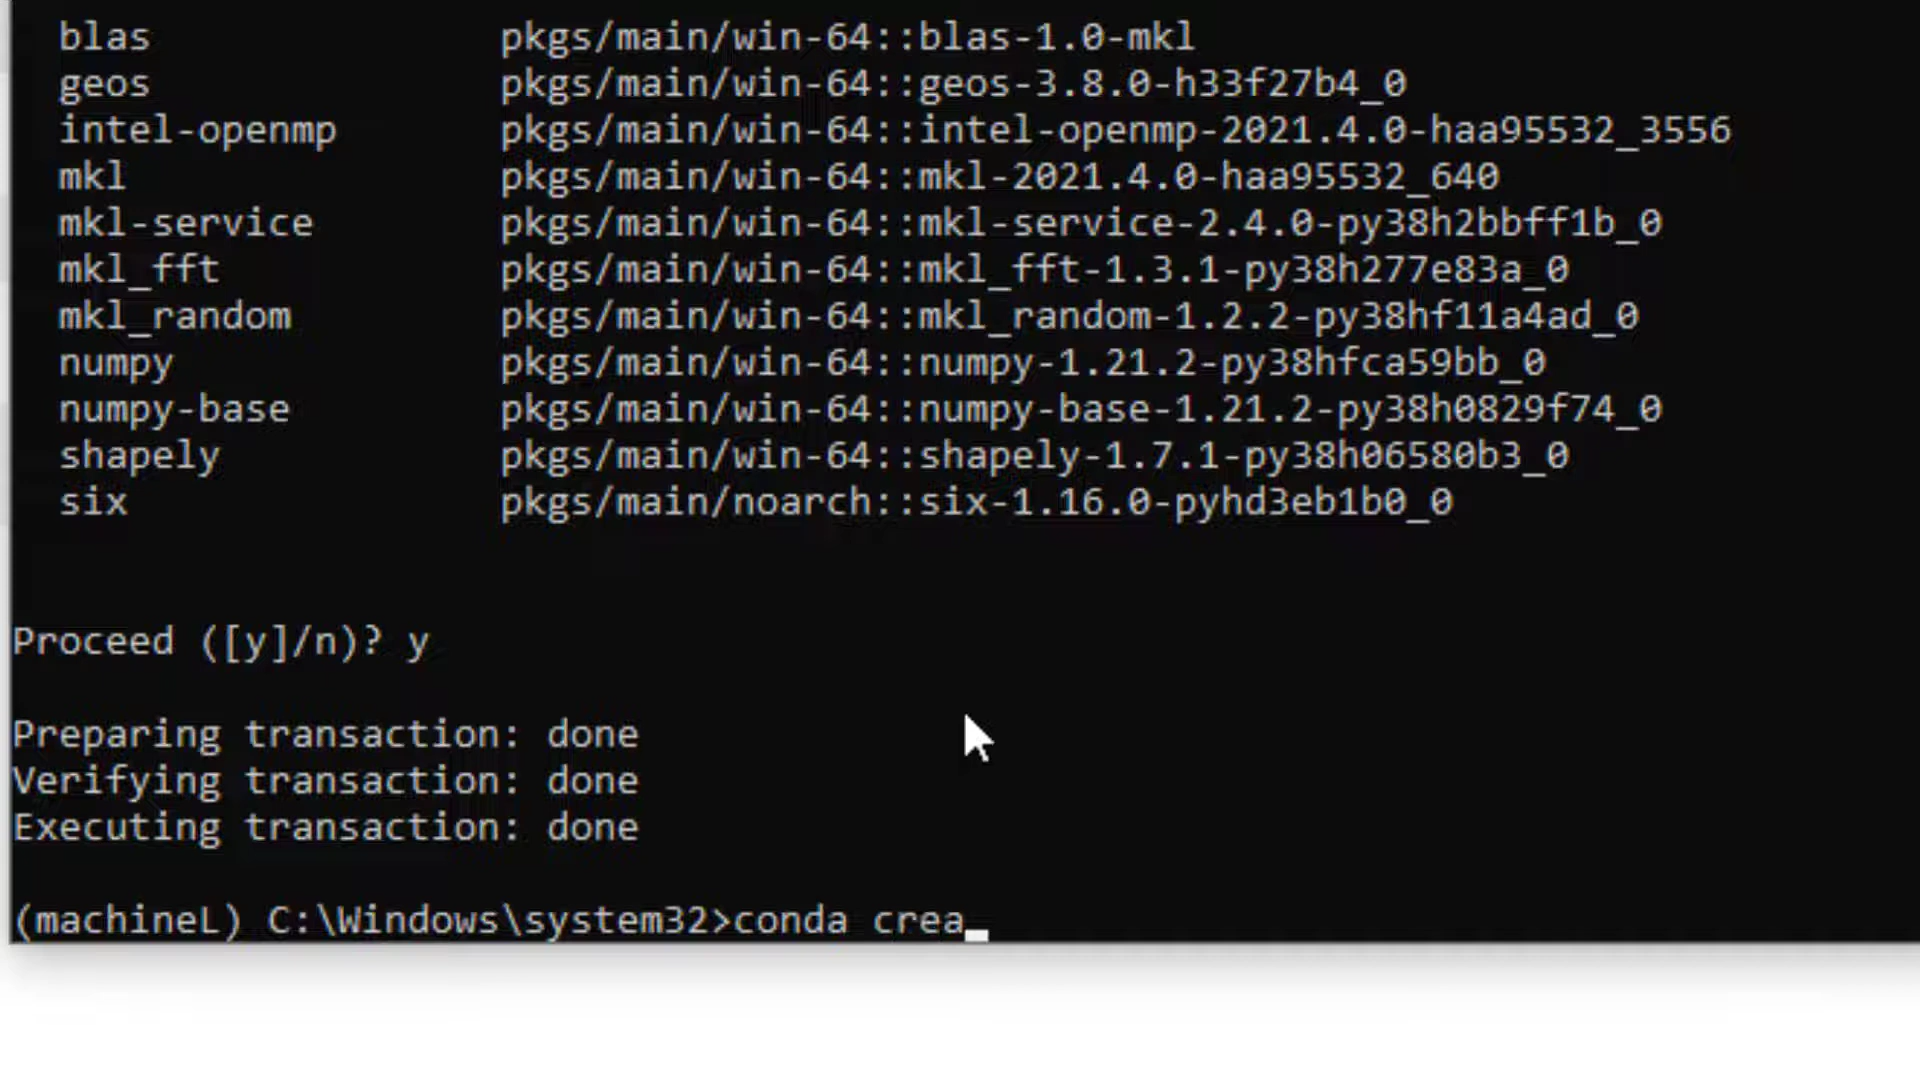 blas pkgs/main/win-64::blas-1.0-mkl
geos pkgs/main/win-64::geos-3.8.0-h33f27b4_0
intel-openmp pkgs/main/win-64::intel-openmp-2021.4.0-haa95532_3556
mkl pkgs/main/win-64::mkl-2021.4.0-haa95532_640
mkl-service pkgs/main/win-64::mkl-service-2.4.0-py38h2bbff1b_0
mkl_fft pkgs/main/win-64::mkl_fft-1.3.1-py38h277e83a_0
mkl_random pkgs/main/win-64::mkl_random-1.2.2-py38hf11a4ad_0
numpy pkgs/main/win-64::numpy-1.21.2-py38hfca59bb_0
numpy-base pkgs/main/win-64::numpy-base-1.21.2-py38h0829f74_0
shapely pkgs/main/win-64::shapely-1.7.1-py38h06580b3_0
six pkgs/main/noarch::six-1.16.0-pyhd3eb1b0_0
Proceed ([y]/n)? y
Preparing transaction: done
Verifying transaction: done
Executing transaction: done
(machineL) C:\Windows\system32>conda crea